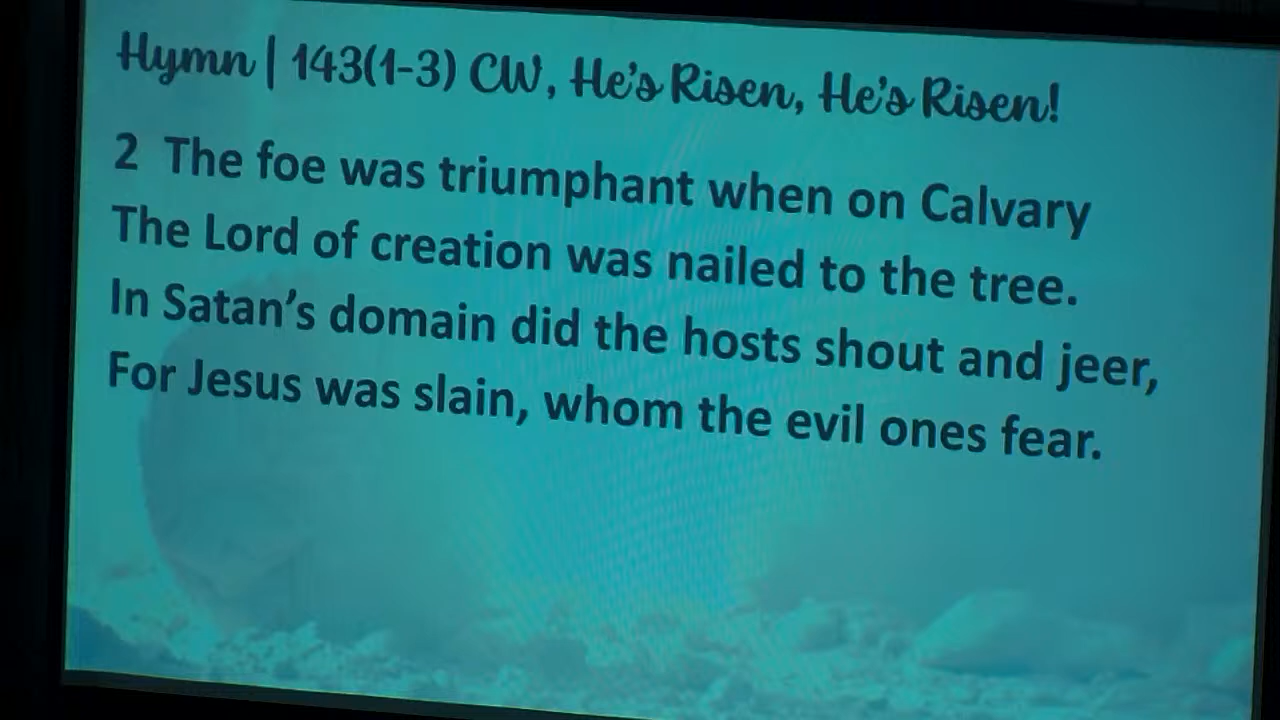 Hymn | 143(1-3) CW, He's Risen, He's Risen!
2 The foe was triumphant when on Calvary
The Lord of creation was nailed to the tree.
In Satan's domain did the hosts shout and jeer,
For Jesus was slain, whom the evil ones fear.